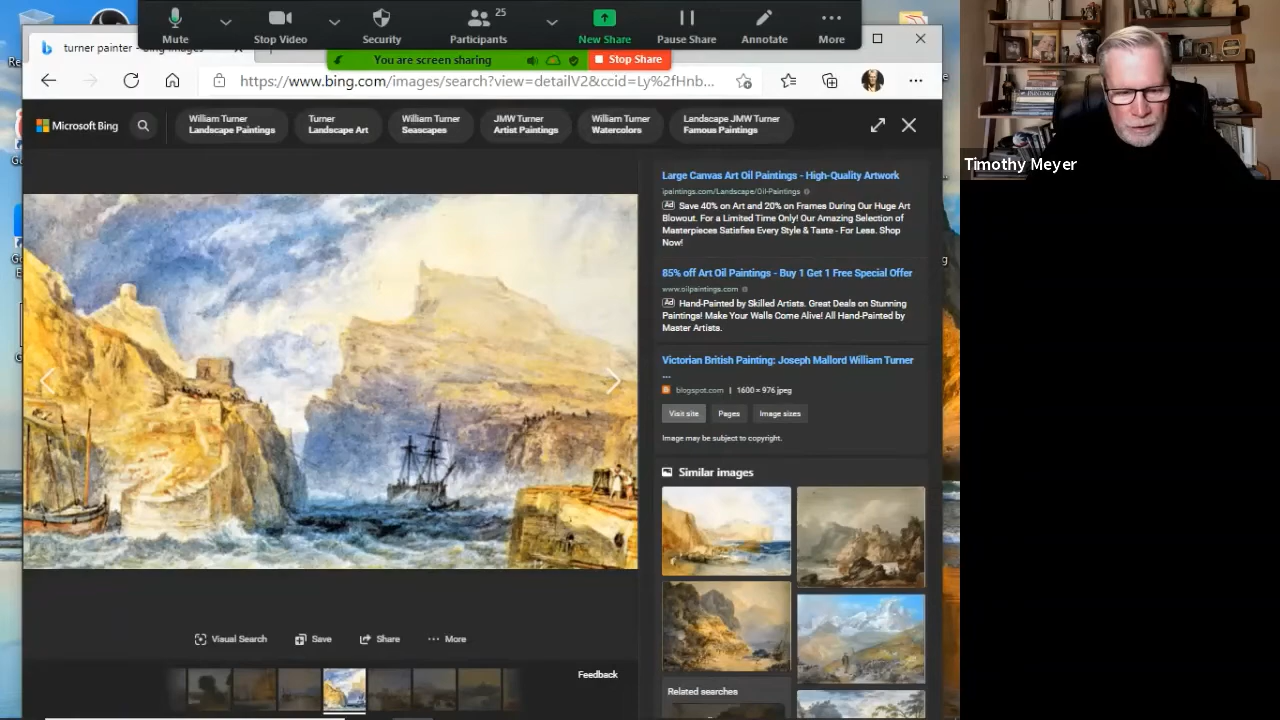 25
Mute
Stop Video
Security
Participants
New Share
Pause Share
Annotate
More
turner painter - Bing images
You are screen sharing
Stop Share
https://www.bing.com/images/search?view=detailV2&ccid=Ly%2fHnb...
Microsoft Bing
William Turner
Landscape Paintings
Turner
Landscape Art
William Turner
Seascapes
JMW Turner
Artist Paintings
William Turner
Watercolors
Landscape JMW Turner
Famous Paintings
Timothy Meyer
Large Canvas Art Oil Paintings - High-Quality Artwork
ipaintings.com/Landscape/Oil-Paintings
Ad Save 40% on Art and 20% on Frames During Our Huge Art
Blowout. For a Limited Time Only! Our Amazing Selection of
Masterpieces Satisfies Every Style & Taste - For Less. Shop
Now!
85% off Art Oil Paintings - Buy 1 Get 1 Free Special Offer
www.oilpaintings.com
Ad Hand-Painted by Skilled Artists. Great Deals on Stunning
Paintings! Make Your Walls Come Alive! All Hand-Painted by
Master Artists.
Victorian British Painting: Joseph Mallord William Turner
...
blogspot.com | 1600 × 976 jpeg
Visit site
Pages
Image sizes
Image may be subject to copyright.
Similar images
Visual Search
Save
Share
More
Feedback
Related searches